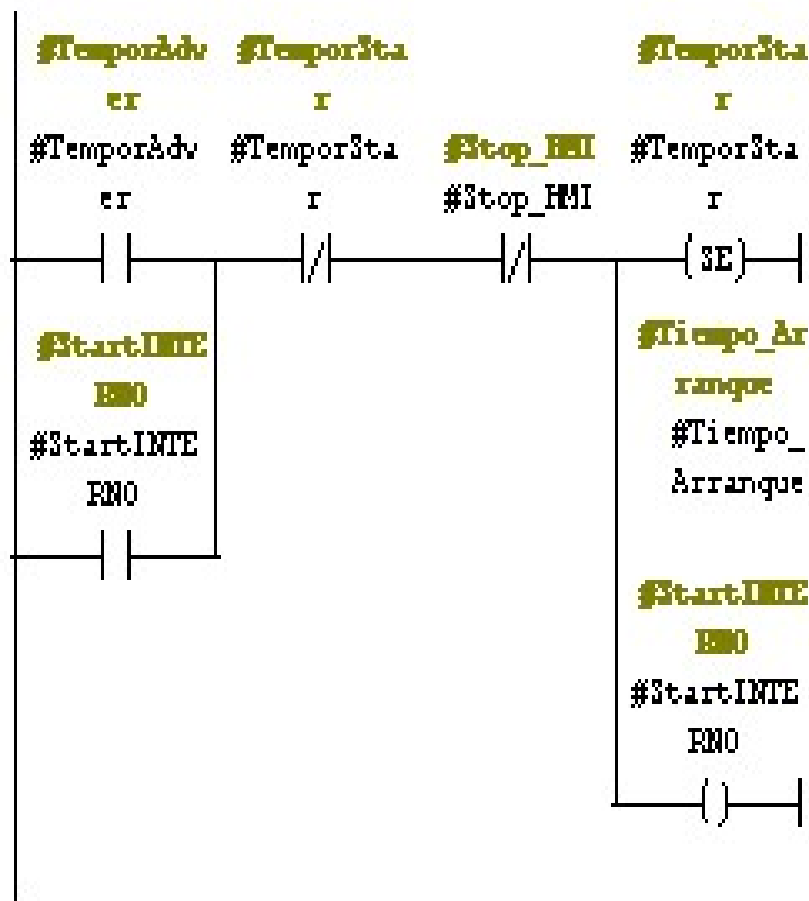 #TemporAdv #TemporSta #TemporSta
er r r
#TemporAdv #TemporSta #Stop_HMI #TemporSta
er r #Stop_HMI r
(SE)
#StartINTE #Tiempo_Ar
RNO ranque
#StartINTE #Tiempo_
RNO Arranque
#StartINTE
RNO
#StartINTE
RNO
( )